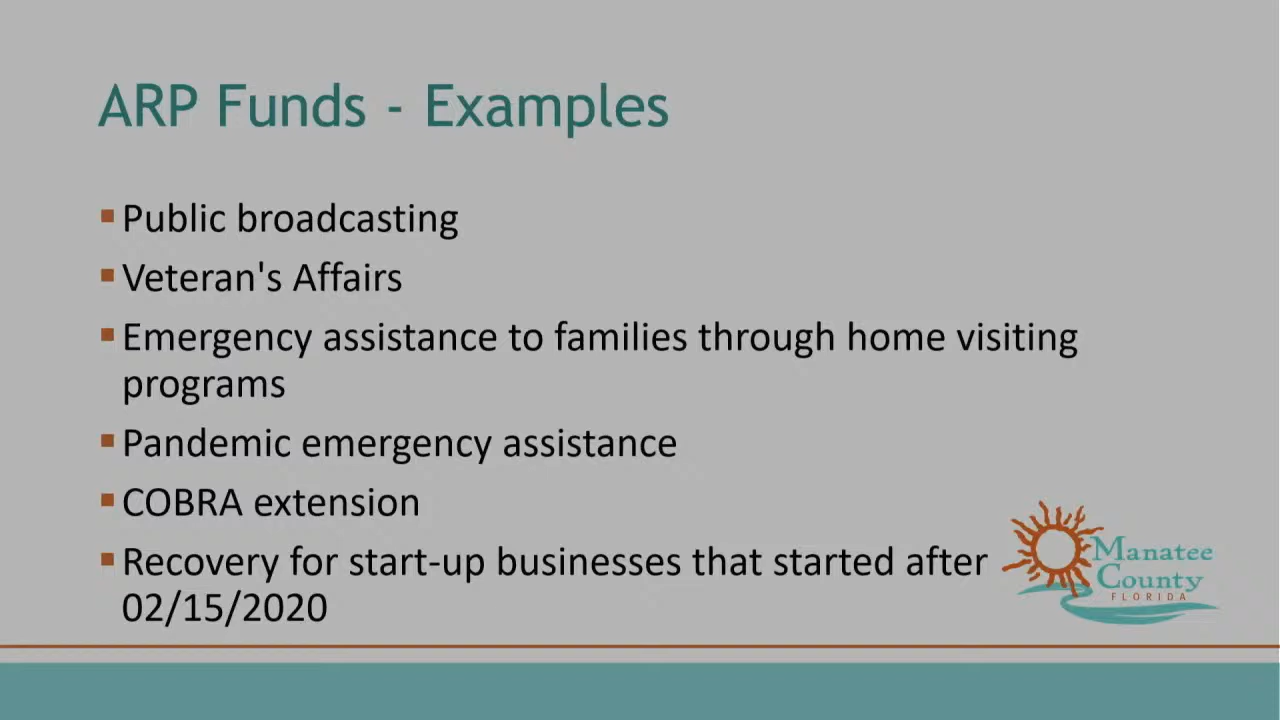 ARP Funds - Examples
Public broadcasting
Veteran's Affairs
Emergency assistance to families through home visiting
programs
Pandemic emergency assistance
COBRA extension
Recovery for start-up businesses that started after
02/15/2020
Manatee
County
FLORIDA